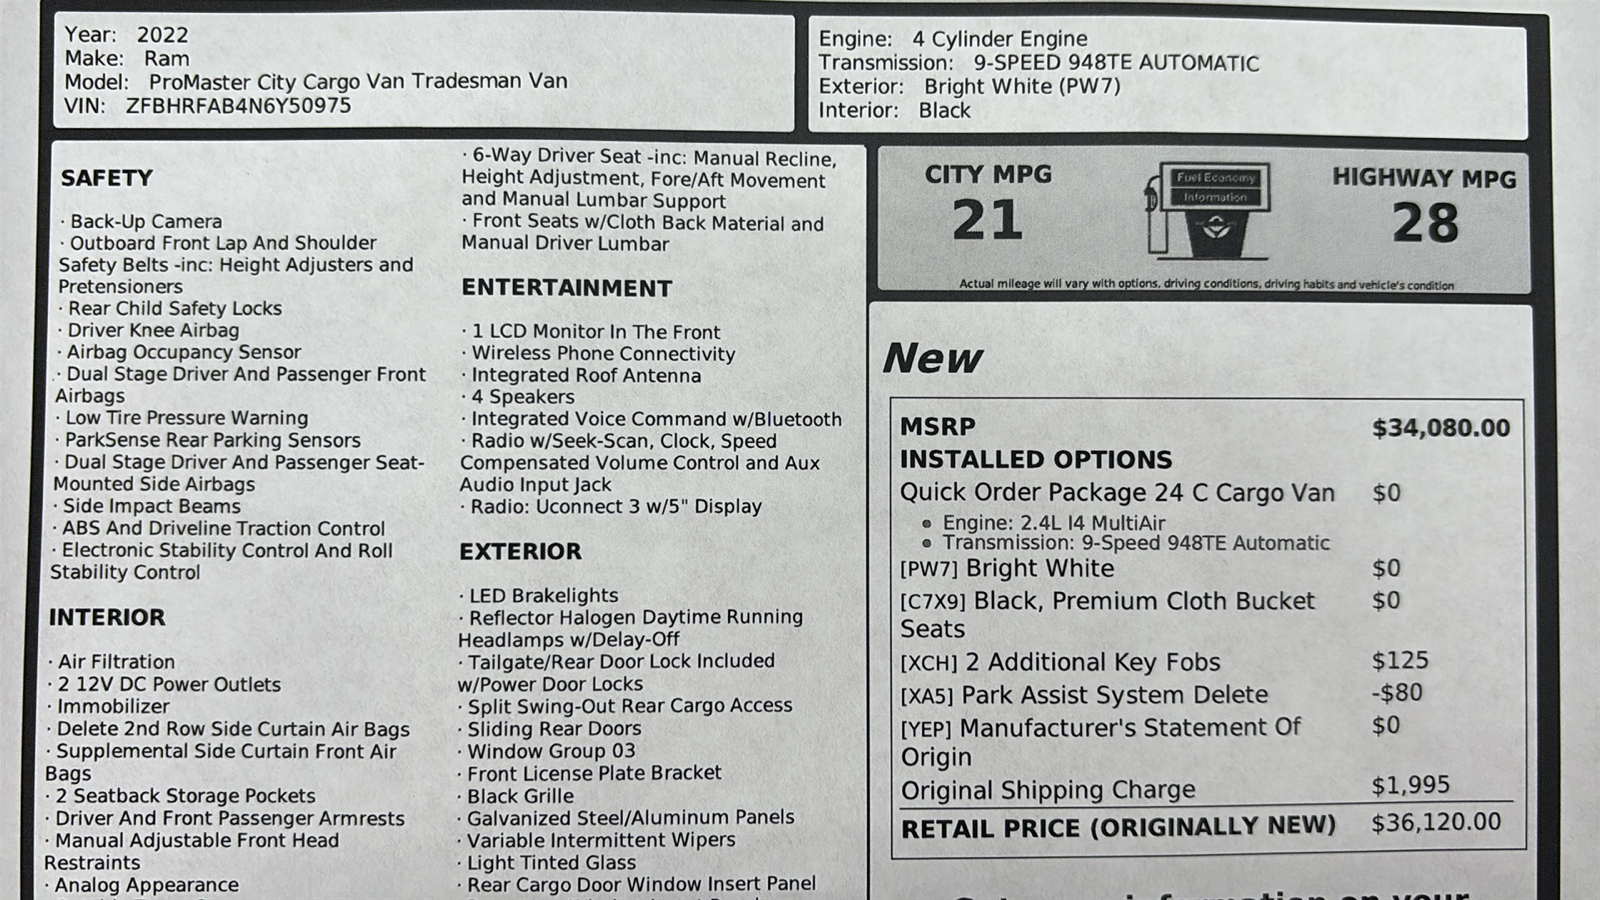 Year: 2022
Make: Ram
Model: ProMaster City Cargo Van Tradesman Van
VIN: ZFBHRFAB4N6Y50975
Engine: 4 Cylinder Engine
Transmission: 9-SPEED 948TE AUTOMATIC
Exterior: Bright White (PW7)
Interior: Black
SAFETY
· Back-Up Camera
· Outboard Front Lap And Shoulder
Safety Belts -inc: Height Adjusters and
Pretensioners
· Rear Child Safety Locks
· Driver Knee Airbag
· Airbag Occupancy Sensor
· Dual Stage Driver And Passenger Front
Airbags
· Low Tire Pressure Warning
· ParkSense Rear Parking Sensors
· Dual Stage Driver And Passenger Seat-
Mounted Side Airbags
· Side Impact Beams
· ABS And Driveline Traction Control
· Electronic Stability Control And Roll
Stability Control
INTERIOR
· Air Filtration
· 2 12V DC Power Outlets
· Immobilizer
· Delete 2nd Row Side Curtain Air Bags
· Supplemental Side Curtain Front Air
Bags
· 2 Seatback Storage Pockets
· Driver And Front Passenger Armrests
· Manual Adjustable Front Head
Restraints
· Analog Appearance
· 6-Way Driver Seat -inc: Manual Recline,
Height Adjustment, Fore/Aft Movement
and Manual Lumbar Support
· Front Seats w/Cloth Back Material and
Manual Driver Lumbar
ENTERTAINMENT
· 1 LCD Monitor In The Front
· Wireless Phone Connectivity
· Integrated Roof Antenna
· 4 Speakers
· Integrated Voice Command w/Bluetooth
· Radio w/Seek-Scan, Clock, Speed
Compensated Volume Control and Aux
Audio Input Jack
· Radio: Uconnect 3 w/5" Display
EXTERIOR
· LED Brakelights
· Reflector Halogen Daytime Running
Headlamps w/Delay-Off
· Tailgate/Rear Door Lock Included
w/Power Door Locks
· Split Swing-Out Rear Cargo Access
· Sliding Rear Doors
· Window Group 03
· Front License Plate Bracket
· Black Grille
· Galvanized Steel/Aluminum Panels
· Variable Intermittent Wipers
· Light Tinted Glass
· Rear Cargo Door Window Insert Panel
CITY MPG
21
Fuel Economy
Information
HIGHWAY MPG
28
Actual mileage will vary with options, driving conditions, driving habits and vehicle's condition
New
MSRP $34,080.00
INSTALLED OPTIONS
Quick Order Package 24 C Cargo Van $0
• Engine: 2.4L I4 MultiAir
• Transmission: 9-Speed 948TE Automatic
[PW7] Bright White $0
[C7X9] Black, Premium Cloth Bucket $0
Seats
[XCH] 2 Additional Key Fobs $125
[XA5] Park Assist System Delete -$80
[YEP] Manufacturer's Statement Of $0
Origin
Original Shipping Charge $1,995
RETAIL PRICE (ORIGINALLY NEW) $36,120.00
information on your